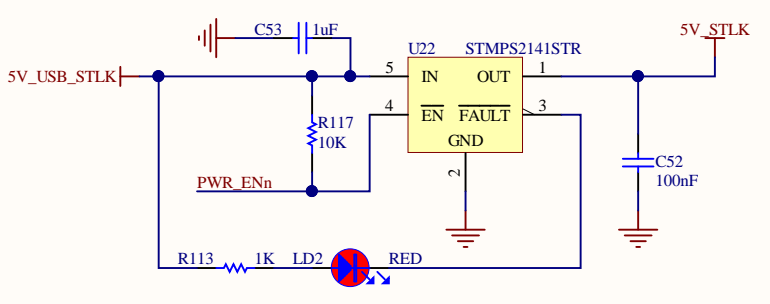 C53
1uF
5V_USB_STLK
U22
STMPS2141STR
5V_STLK
5
IN
OUT
1
4
EN
FAULT
3
R117
10K
GND
2
PWR_ENn
C52
100nF
R113
1K
LD2
RED